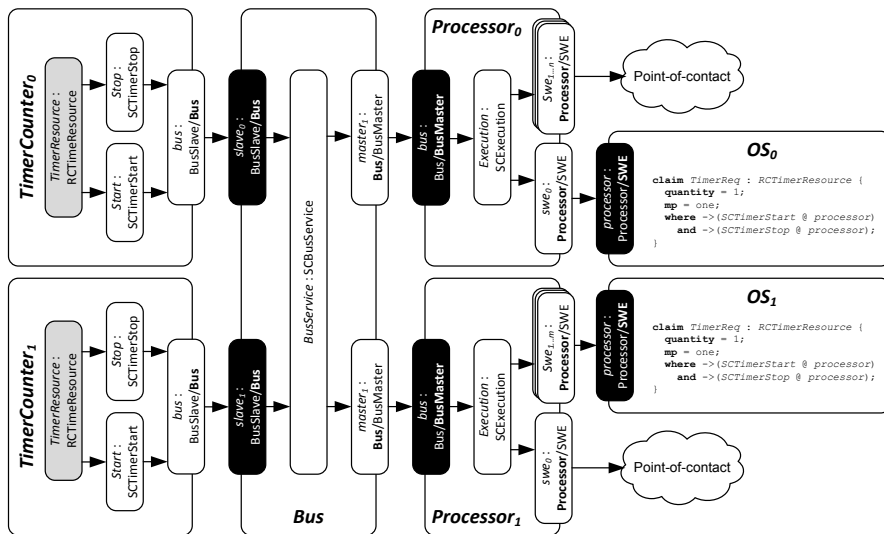 TimerCounter0
TimerResource :
RCTimeResource
Stop :
SCTimerStop
Start :
SCTimerStart
bus :
BusSlave/Bus
slave0 :
BusSlave/Bus
BusService : SCBusService
master1 :
Bus/BusMaster
Processor0
bus :
Bus/BusMaster
Execution :
SCExecution
Swe1...n :
Processor/SWE
swe0 :
Processor/SWE
Point-of-contact
processor :
Processor/SWE
OS0
claim TimerReq : RCTimerResource {
quantity = 1;
mp = one;
where ->(SCTimerStart @ processor)
and ->(SCTimerStop @ processor);
}
TimerCounter1
TimerResource :
RCTimeResource
Stop :
SCTimerStop
Start :
SCTimerStart
bus :
BusSlave/Bus
slave1 :
BusSlave/Bus
master1 :
Bus/BusMaster
Bus
bus :
Bus/BusMaster
Execution :
SCExecution
Processor1
Swe1...m :
Processor/SWE
swe0 :
Processor/SWE
processor :
Processor/SWE
OS1
claim TimerReq : RCTimerResource {
quantity = 1;
mp = one;
where ->(SCTimerStart @ processor)
and ->(SCTimerStop @ processor);
}
Point-of-contact